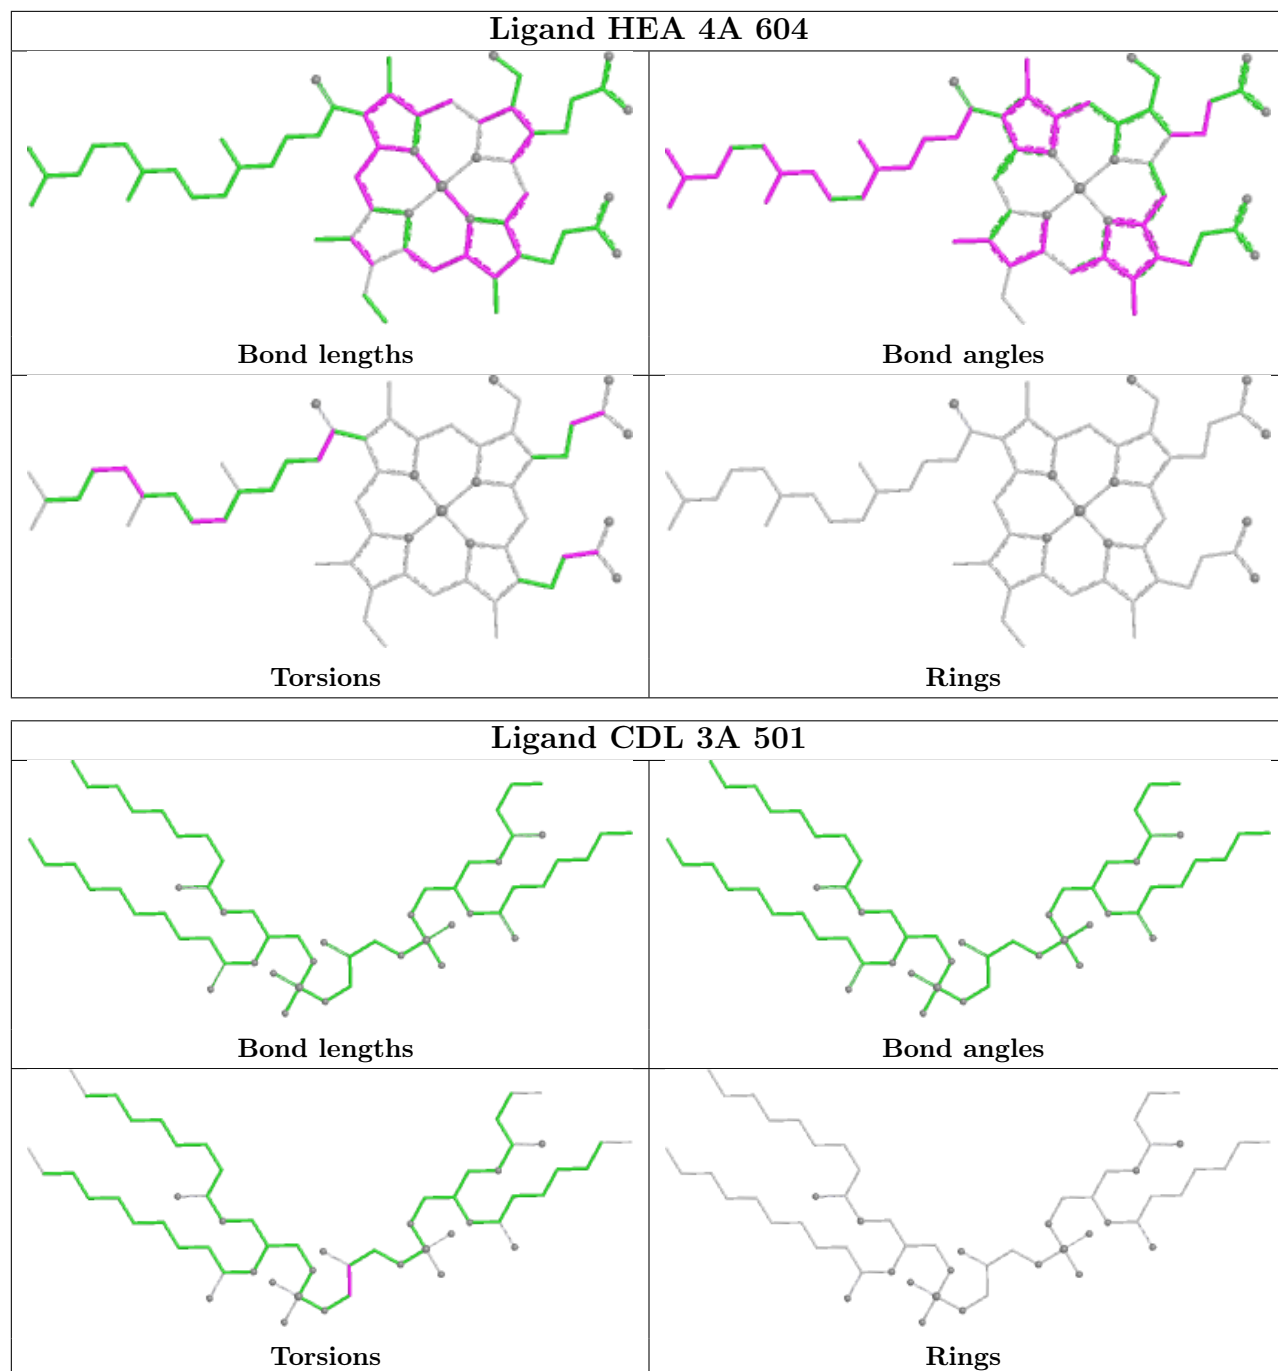 Ligand HEA 4A 604
Bond lengths
Bond angles
Torsions
Rings
Ligand CDL 3A 501
Bond lengths
Bond angles
Torsions
Rings